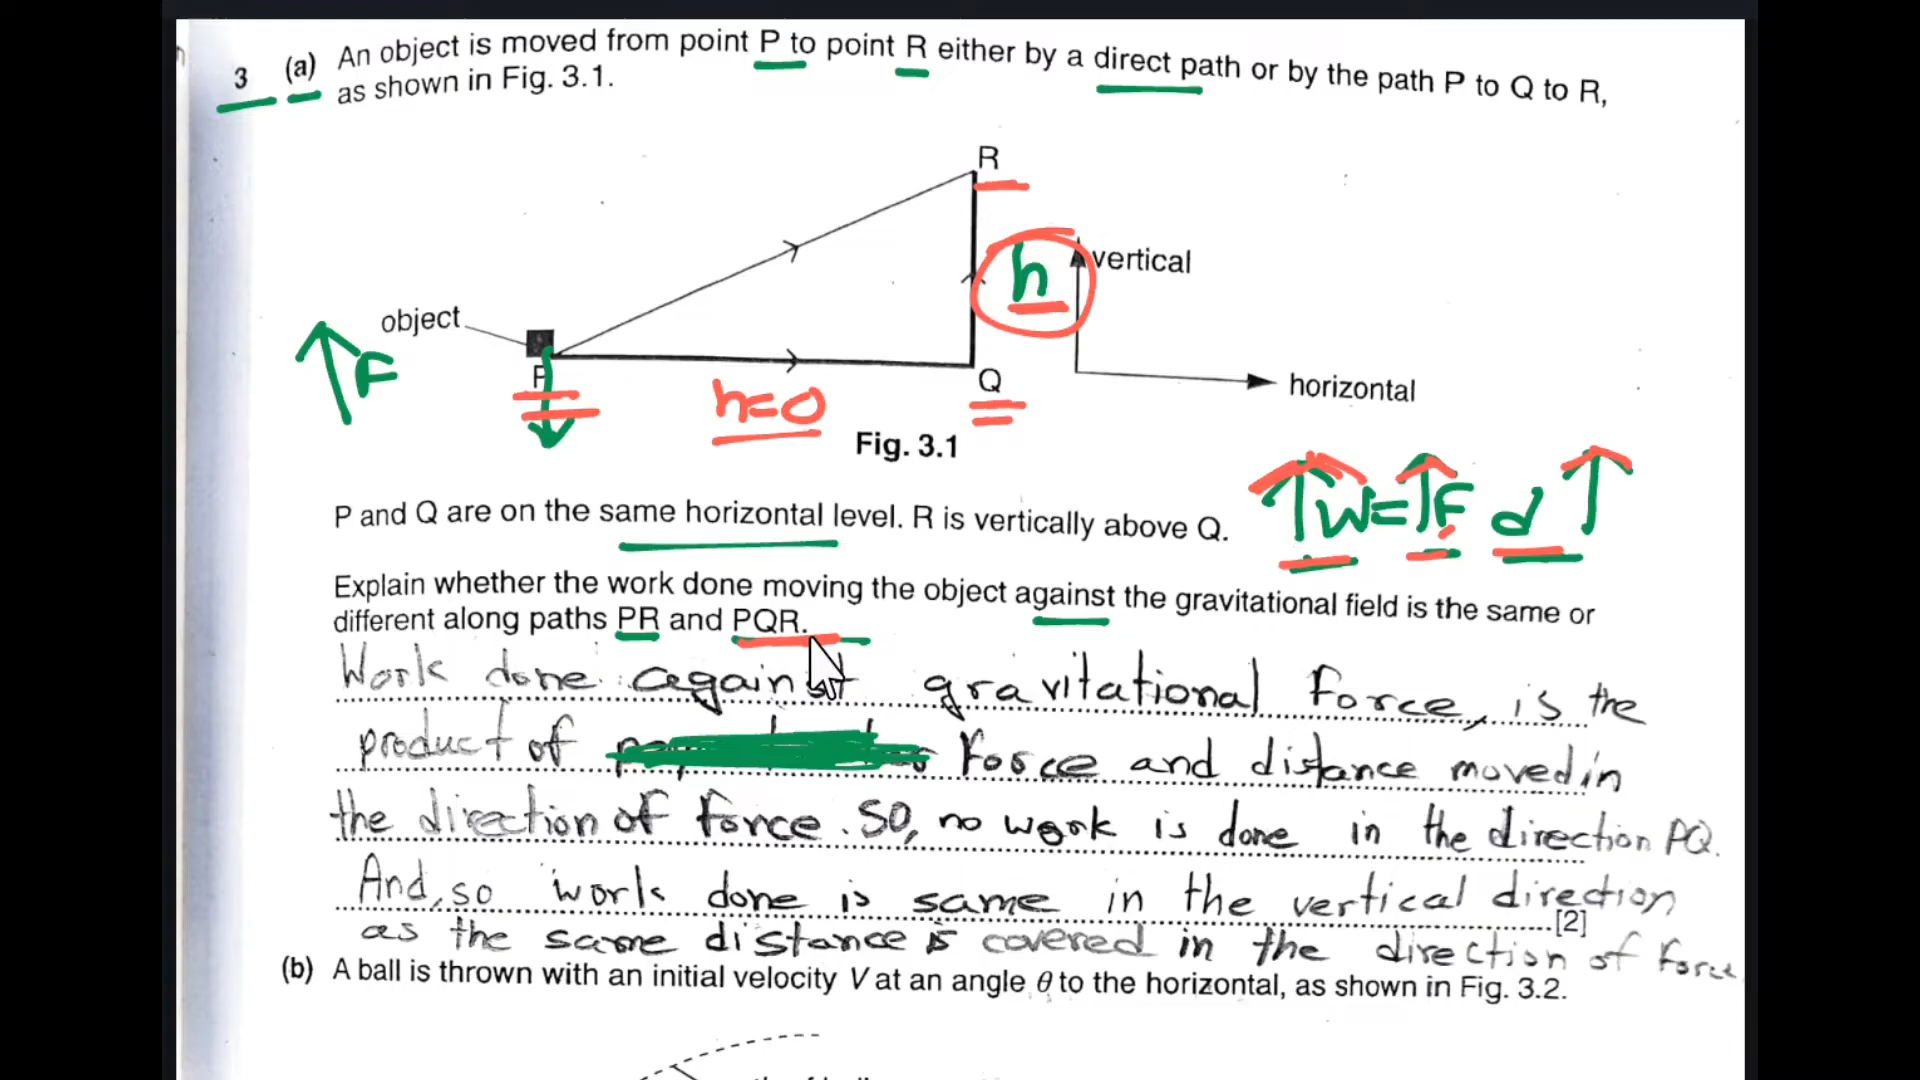 3 (a) An object is moved from point P to point R either by a direct path or by the path P to Q to R,
as shown in Fig. 3.1.
R
h
vertical
object
F
P
Q
h=0
horizontal
Fig. 3.1
W=F d
P and Q are on the same horizontal level. R is vertically above Q.
Explain whether the work done moving the object against the gravitational field is the same or
different along paths PR and PQR.
Work done against gravitational force, is the
product of force and distance moved in
the direction of force. SO, no work is done in the direction PQ.
And, so work done is same in the vertical direction
[2]
as the same distance is covered in the direction of force
(b) A ball is thrown with an initial velocity V at an angle θ to the horizontal, as shown in Fig. 3.2.